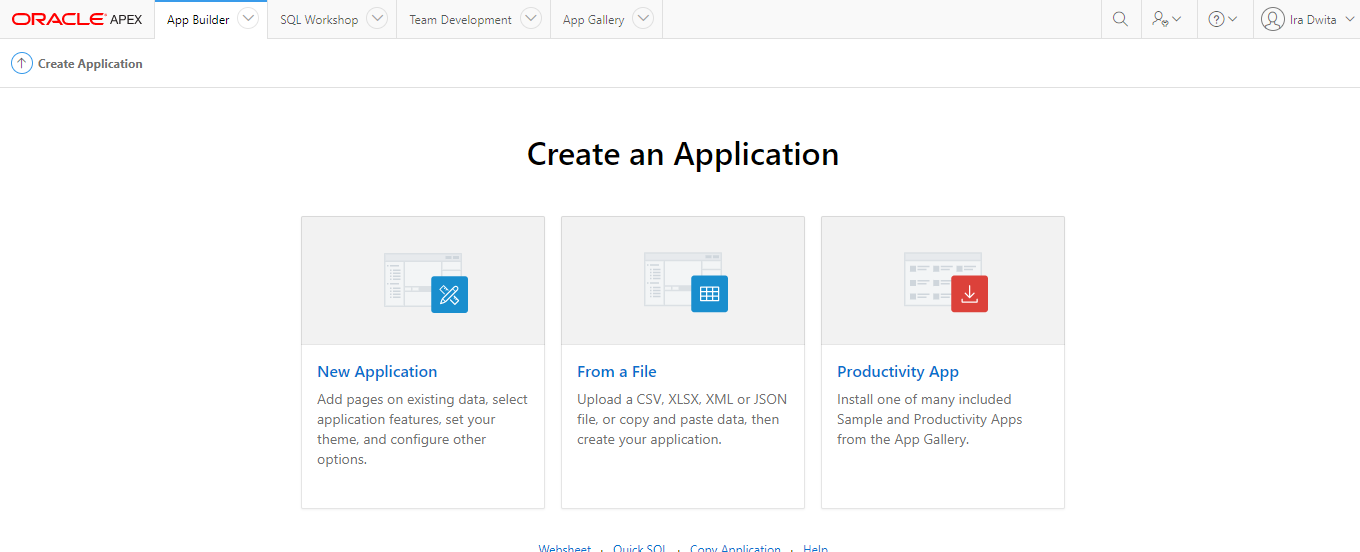 ORACLE APEX App Builder SQL Workshop Team Development App Gallery Ira Dwita
Create Application
Create an Application
New Application
Add pages on existing data, select
application features, set your
theme, and configure other
options.
From a File
Upload a CSV, XLSX, XML or JSON
file, or copy and paste data, then
create your application.
Productivity App
Install one of many included
Sample and Productivity Apps
from the App Gallery.
Websheet · Quick SQL · Copy Application · Help